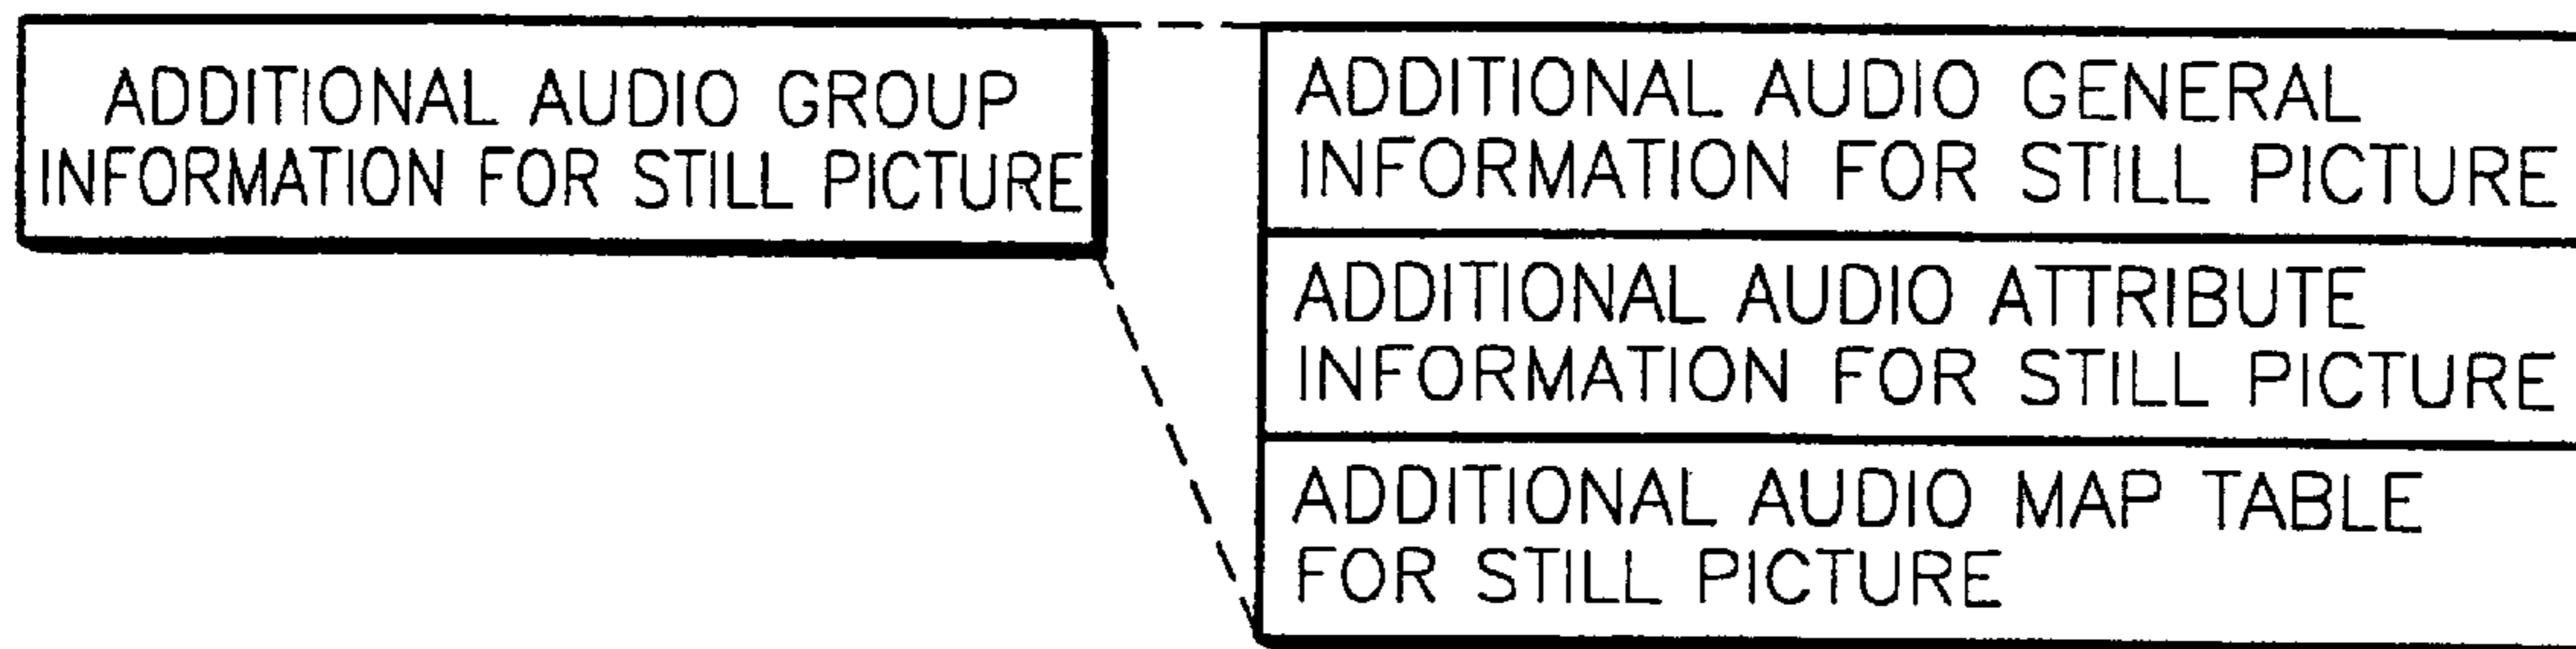 ADDITIONAL AUDIO GROUP
INFORMATION FOR STILL PICTURE
ADDITIONAL AUDIO GENERAL
INFORMATION FOR STILL PICTURE
ADDITIONAL AUDIO ATTRIBUTE
INFORMATION FOR STILL PICTURE
ADDITIONAL AUDIO MAP TABLE
FOR STILL PICTURE